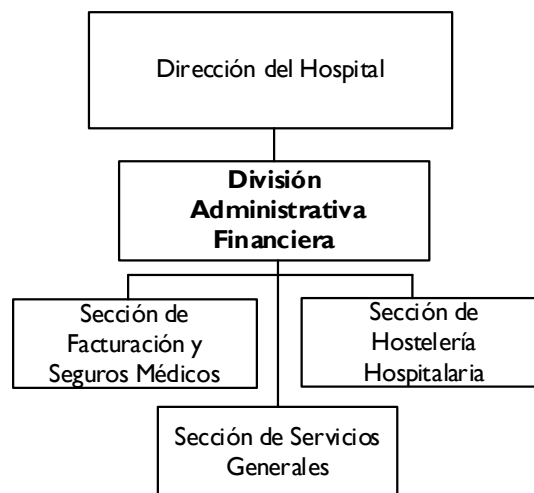 Dirección del Hospital
División
Administrativa
Financiera
Sección de
Facturación y
Seguros Médicos
Sección de
Hostelería
Hospitalaria
Sección de Servicios
Generales